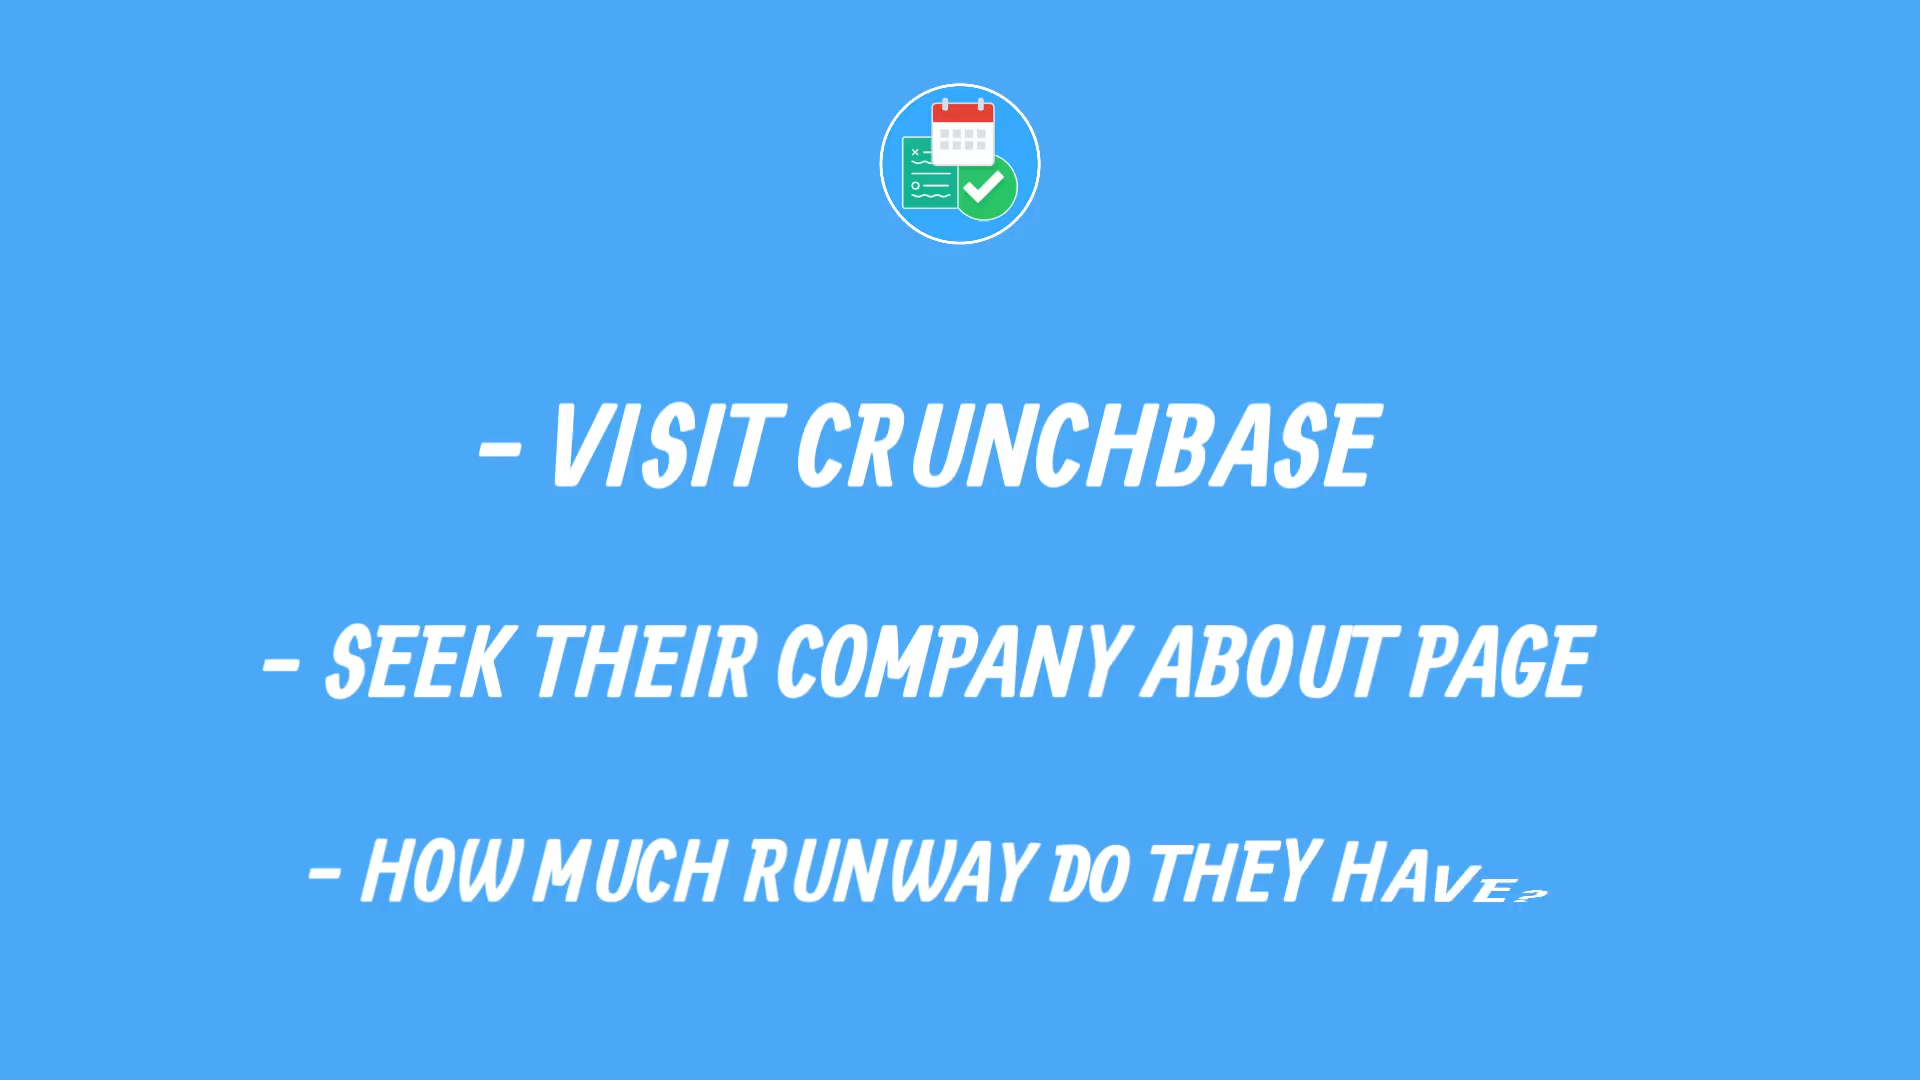 - VISIT CRUNCHBASE
- SEEK THEIR COMPANY ABOUT PAGE
- HOW MUCH RUNWAY DO THEY HAVE?